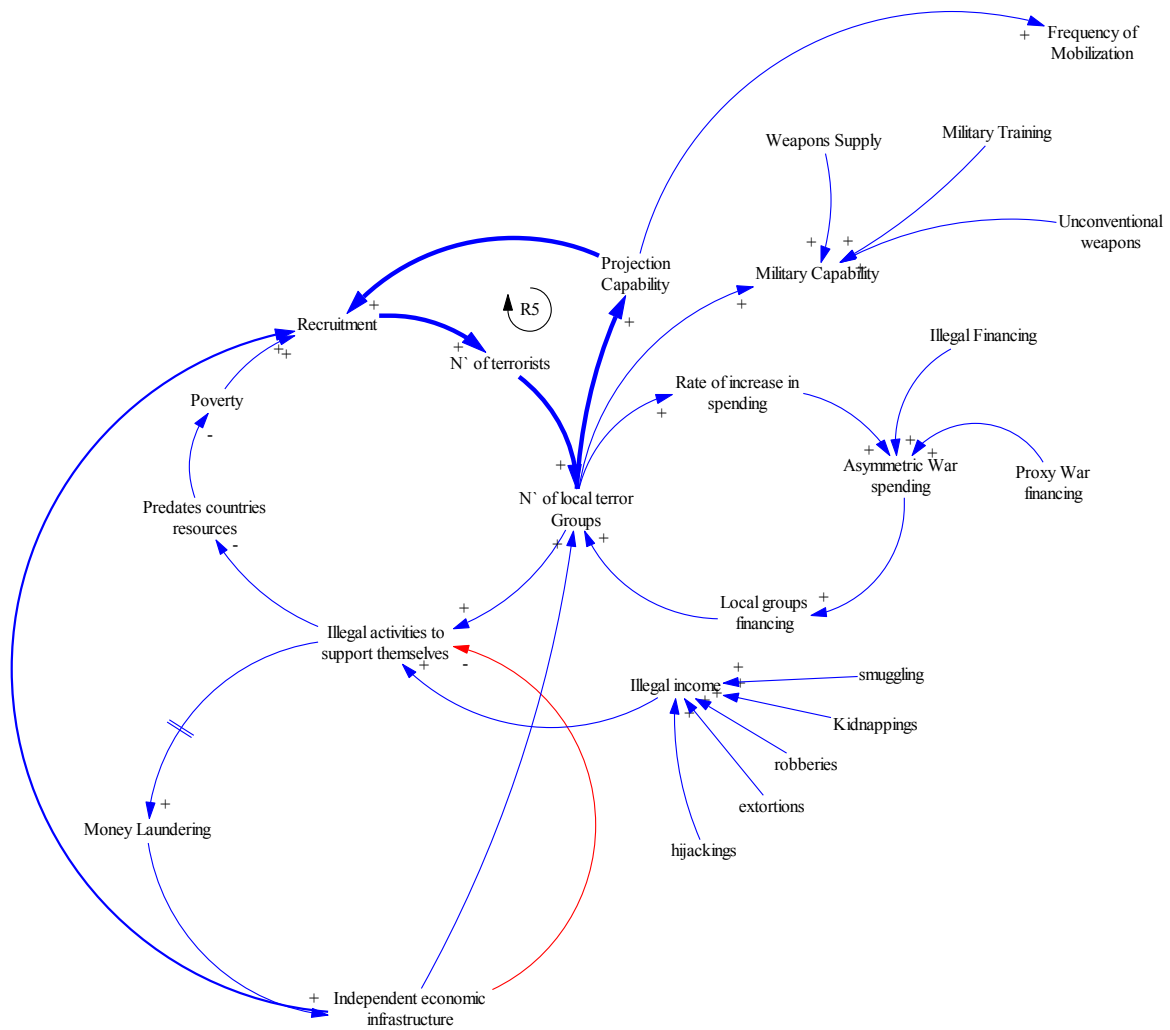 Frequency of
Mobilization
+
Weapons Supply
Military Training
Unconventional
weapons
+
+
+
Military Capability
+
Projection
Capability
+
R5
Recruitment
+
+
+
+
N` of terrorists
Illegal Financing
Rate of increase in
spending
+
Poverty
-
+
+
+
Asymmetric War
spending
Proxy War
financing
+
N` of local terror
Groups
+
+
Predates countries
resources
-
Local groups
financing
+
+
Illegal activities to
support themselves
+
-
Illegal income
+
+
+
+
+
smuggling
Kidnappings
robberies
extortions
hijackings
+
Money Laundering
+
Independent economic
infrastructure